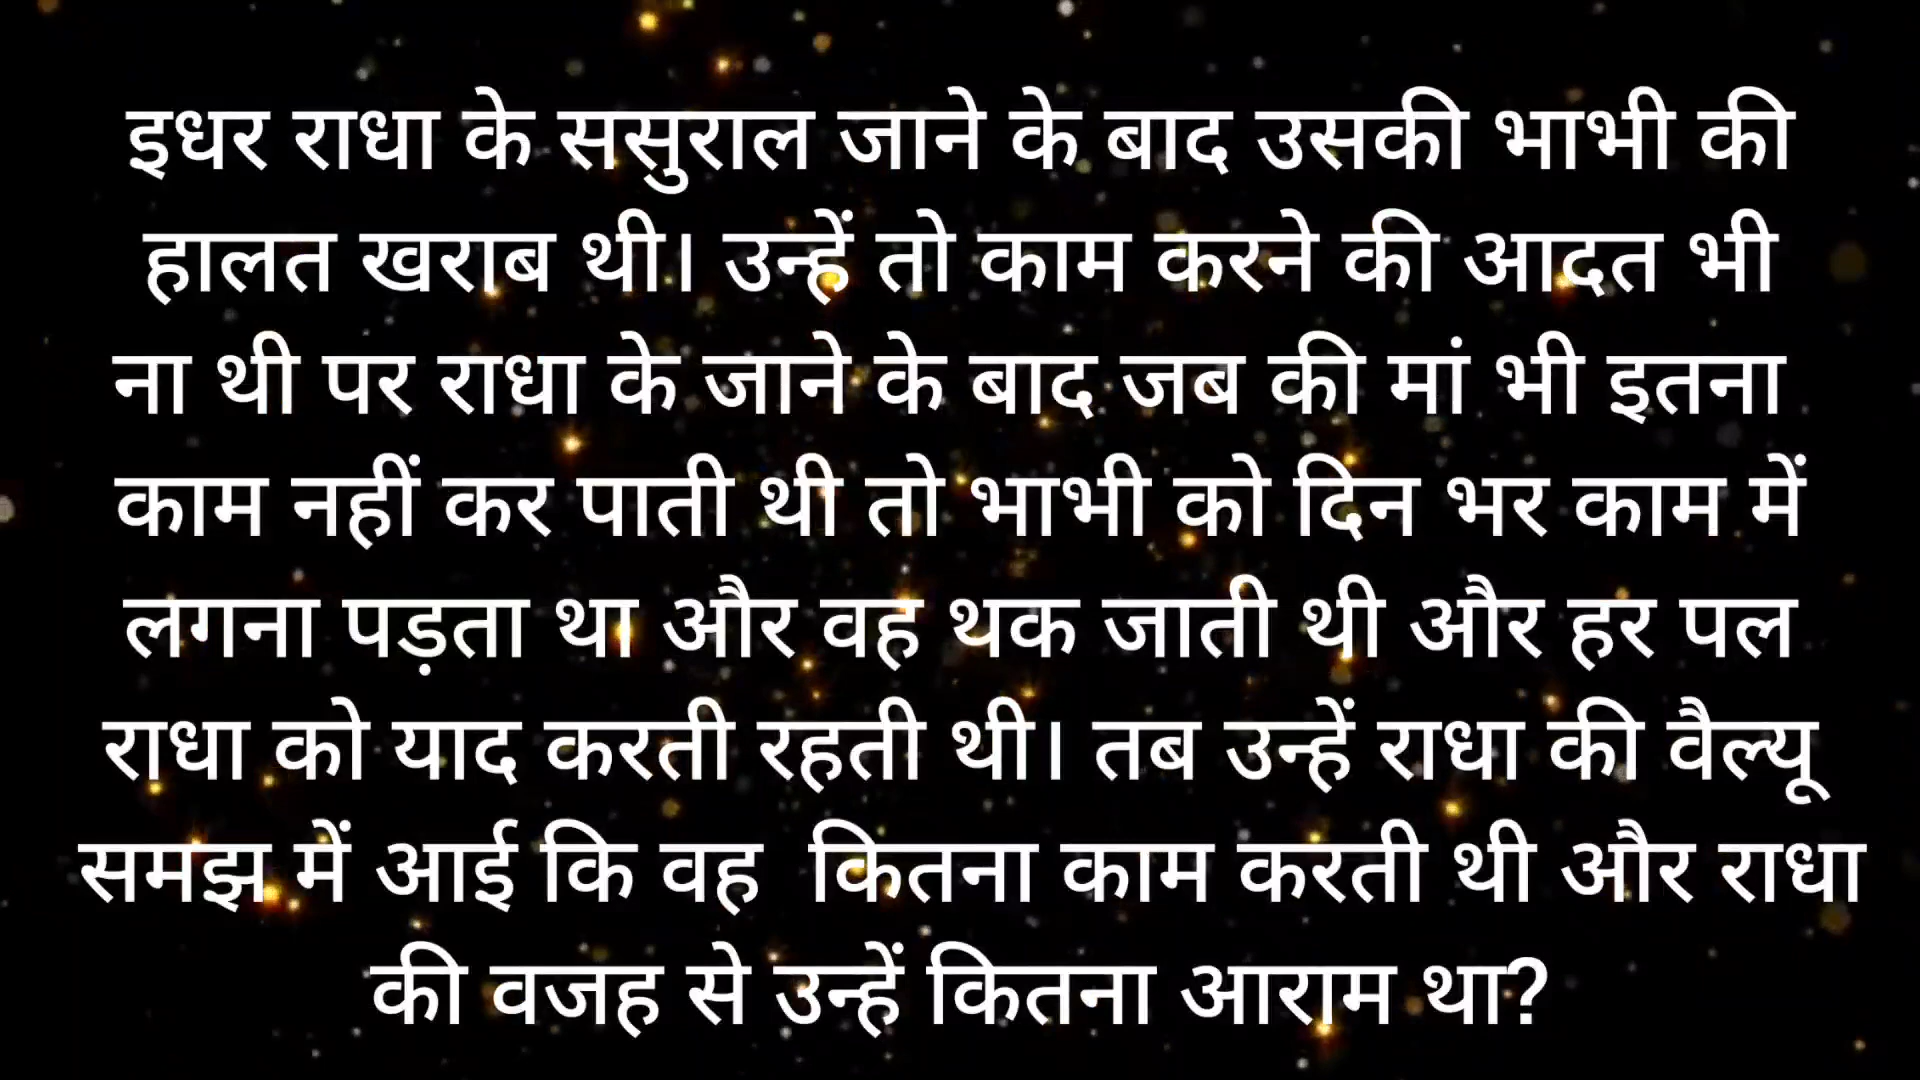 इधर राधा के ससुराल जाने के बाद उसकी भाभी की
हालत खराब थी। उन्हें तो काम करने की आदत भी
ना थी पर राधा के जाने के बाद जब की मां भी इतना
काम नहीं कर पाती थी तो भाभी को दिन भर काम में
लगना पड़ता था और वह थक जाती थी और हर पल
राधा को याद करती रहती थी। तब उन्हें राधा की वैल्यू
समझ में आई कि वह  कितना काम करती थी और राधा
की वजह से उन्हें कितना आराम था?